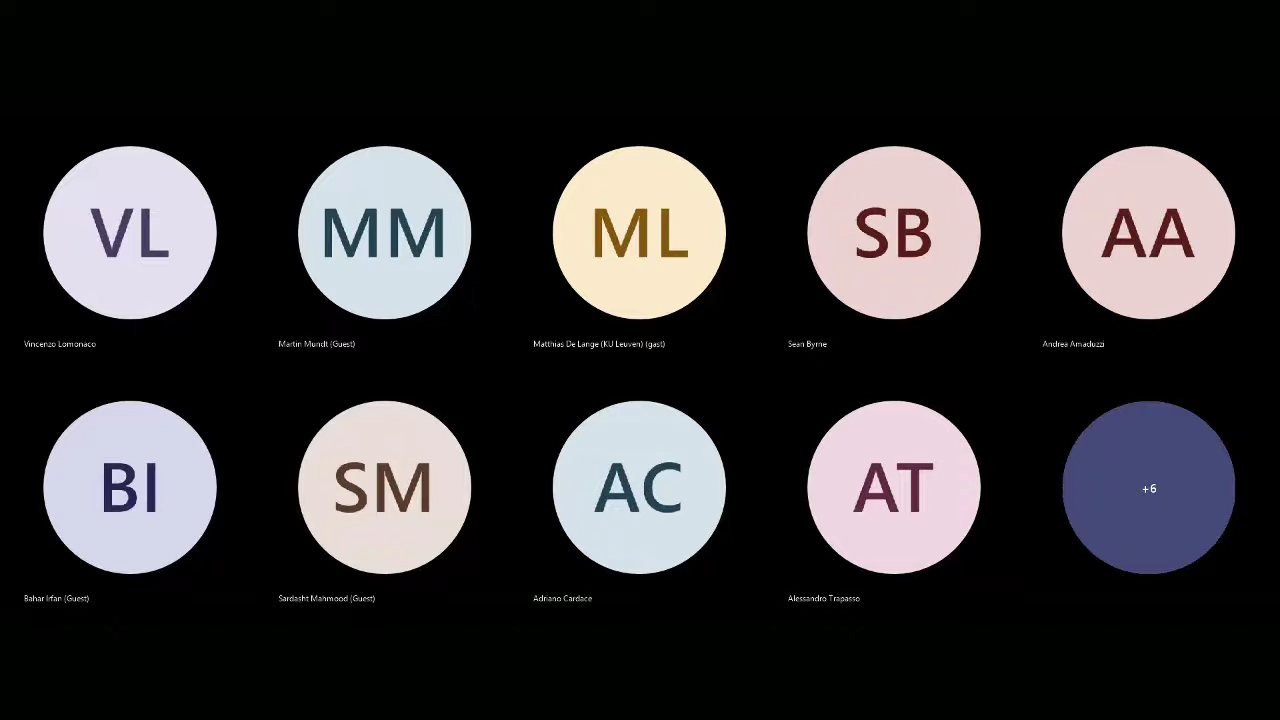 VL
MM
ML
SB
AA
Vincenzo Lomonaco
Martin Mundt (Guest)
Matthias De Lange (KU Leuven) (gast)
Sean Byrne
Andrea Amaduzzi
BI
SM
AC
AT
+6
Bahar Irfan (Guest)
Sardasht Mahmood (Guest)
Adriano Cardace
Alessandro Trapasso